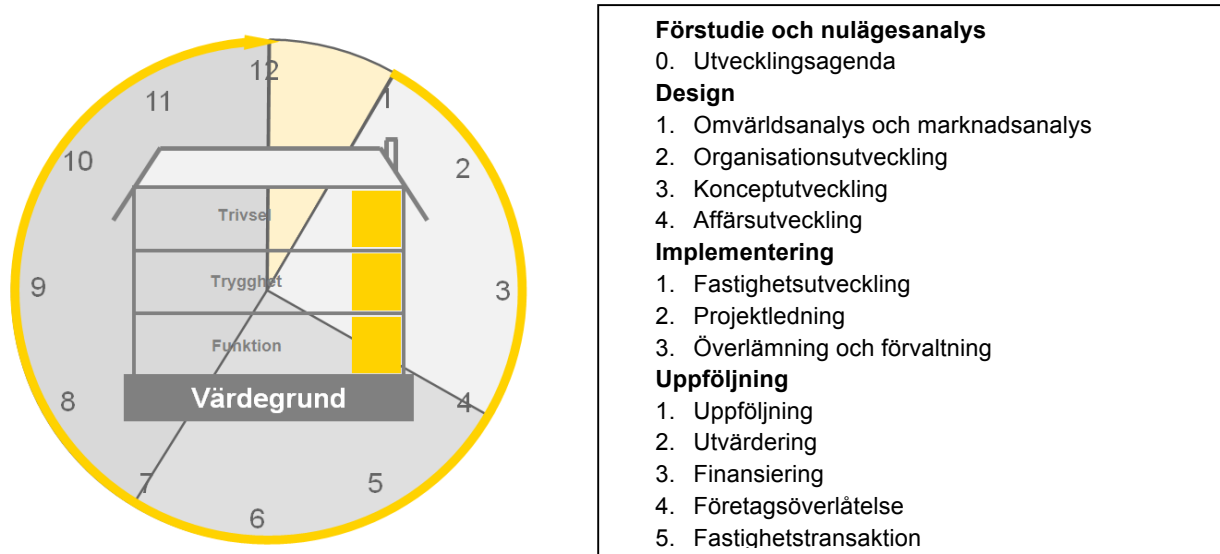 12
11
1
10
2
9
3
8
4
7
5
6
Trivsel
Trygghet
Funktion
Värdegrund
Förstudie och nulägesanalys
0. Utvecklingsagenda
Design
1. Omvärldsanalys och marknadsanalys
2. Organisationsutveckling
3. Konceptutveckling
4. Affärsutveckling
Implementering
1. Fastighetsutveckling
2. Projektledning
3. Överlämning och förvaltning
Uppföljning
1. Uppföljning
2. Utvärdering
3. Finansiering
4. Företagsöverlåtelse
5. Fastighetstransaktion